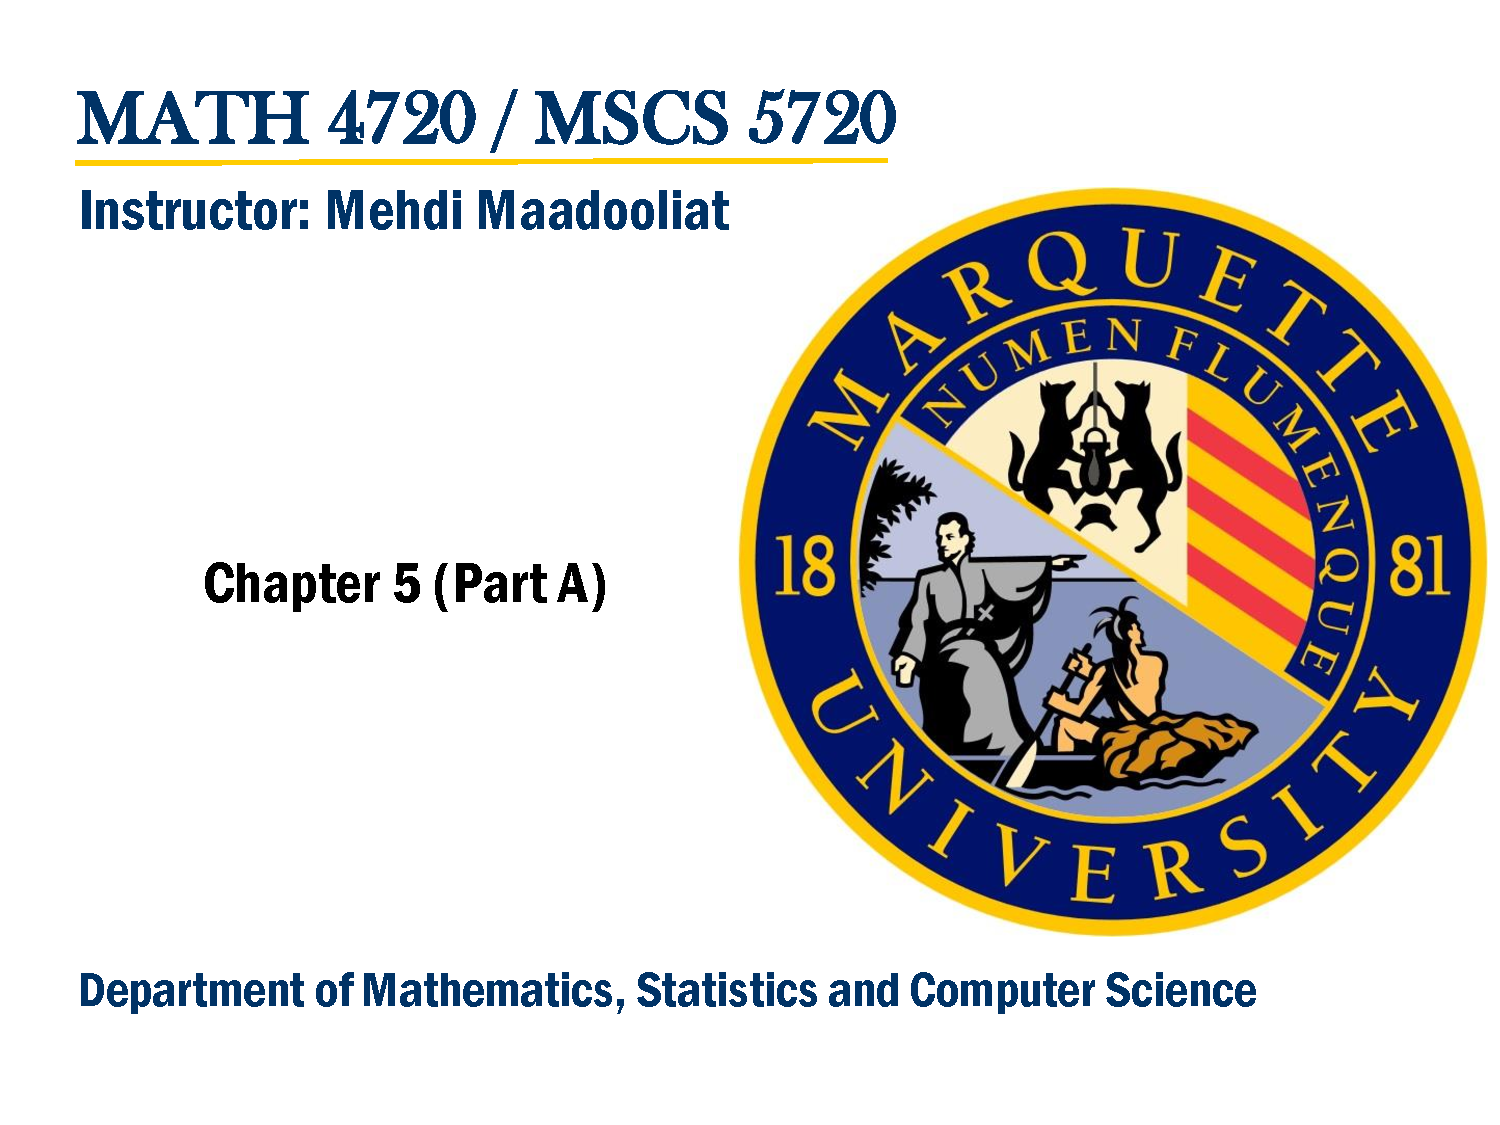 MATH 4720 / MSCS 5720
Instructor: Mehdi Maadooliat
MARQUETTE
NUMEN FLUMENQUE
18 81
Chapter 5 (Part A)
UNIVERSITY
Department of Mathematics, Statistics and Computer Science